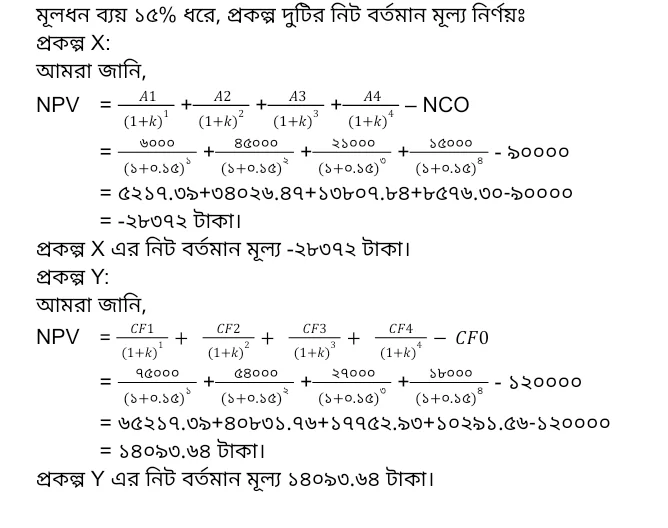 মূলধন ব্যয় ১৫% ধরে, প্রকল্প দুটির নিট বর্তমান মূল্য নির্ণয়ঃ
প্রকল্প X:
আমরা জানি,
NPV = A1/(1+k)^1 + A2/(1+k)^2 + A3/(1+k)^3 + A4/(1+k)^4 – NCO
= ৬০০০/(১+০.১৫)^১ + ৪৫০০০/(১+০.১৫)^২ + ২১০০০/(১+০.১৫)^৩ + ১৫০০০/(১+০.১৫)^৪ - ৯০০০০
= ৫২১৭.৩৯+৩৪০২৬.৪৭+১৩৮০৭.৮৪+৮৫৭৬.৩০-৯০০০০
= -২৮৩৭২ টাকা।
প্রকল্প X এর নিট বর্তমান মূল্য -২৮৩৭২ টাকা।
প্রকল্প Y:
আমরা জানি,
NPV = CF1/(1+k)^1 + CF2/(1+k)^2 + CF3/(1+k)^3 + CF4/(1+k)^4 − CF0
= ৭৫০০০/(১+০.১৫)^১ + ৫৪০০০/(১+০.১৫)^২ + ২৭০০০/(১+০.১৫)^৩ + ১৮০০০/(১+০.১৫)^৪ - ১২০০০০
= ৬৫২১৭.৩৯+৪০৮৩১.৭৬+১৭৭৫২.৯৩+১০২৯১.৫৬-১২০০০০
= ১৪০৯৩.৬৪ টাকা।
প্রকল্প Y এর নিট বর্তমান মূল্য ১৪০৯৩.৬৪ টাকা।